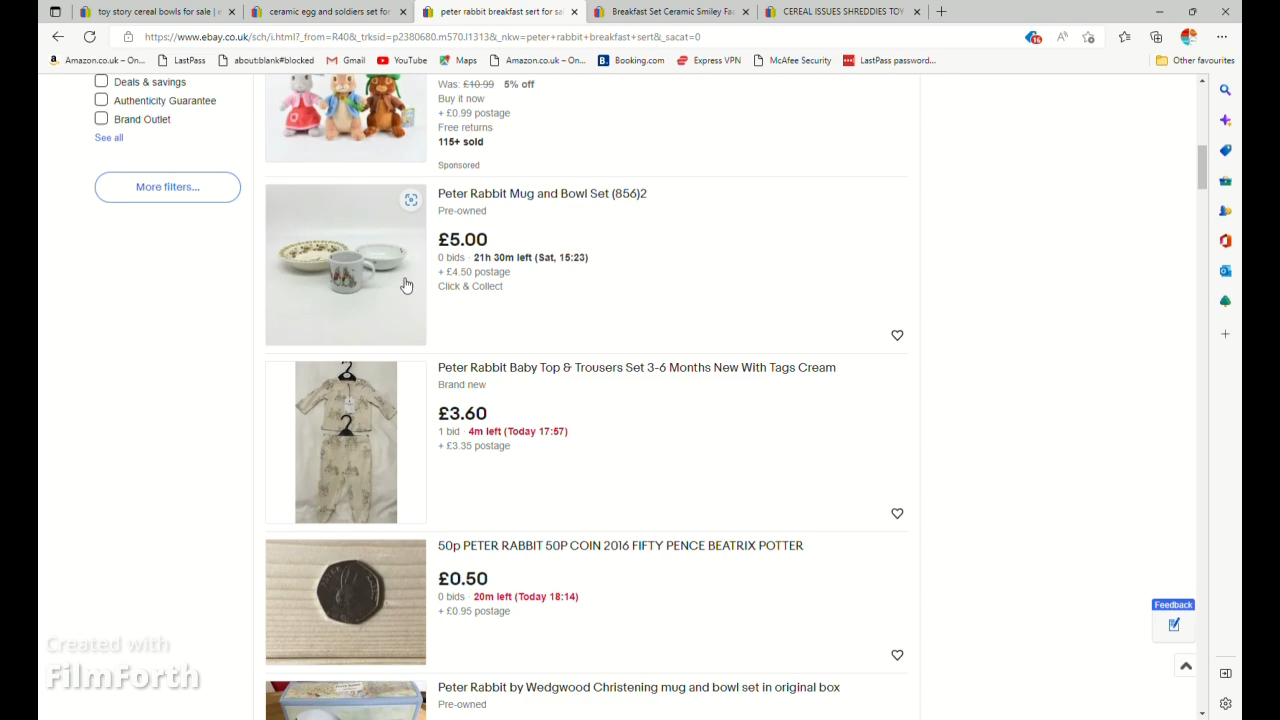 toy story cereal bowls for sale | e
ceramic egg and soldiers set for
peter rabbit breakfast sert for sa
Breakfast Set Ceramic Smiley Fac
CEREAL ISSUES SHREDDIES TOY
https://www.ebay.co.uk/sch/i.html?_from=R40&_trksid=p2380680.m570.l1313&_nkw=peter+rabbit+breakfast+sert&_sacat=0
16
Amazon.co.uk – On...
LastPass
about:blank#blocked
Gmail
YouTube
Maps
Amazon.co.uk – On...
Booking.com
Express VPN
McAfee Security
LastPass password...
Other favourites
Deals & savings
Authenticity Guarantee
Brand Outlet
See all
More filters...
Was: £10.99 5% off
Buy it now
+ £0.99 postage
Free returns
115+ sold
Sponsored
Peter Rabbit Mug and Bowl Set (856)2
Pre-owned
£5.00
0 bids · 21h 30m left (Sat, 15:23)
+ £4.50 postage
Click & Collect
Peter Rabbit Baby Top & Trousers Set 3-6 Months New With Tags Cream
Brand new
£3.60
1 bid · 4m left (Today 17:57)
+ £3.35 postage
50p PETER RABBIT 50P COIN 2016 FIFTY PENCE BEATRIX POTTER
£0.50
0 bids · 20m left (Today 18:14)
+ £0.95 postage
Peter Rabbit by Wedgwood Christening mug and bowl set in original box
Pre-owned
Feedback
Created with
FilmForth